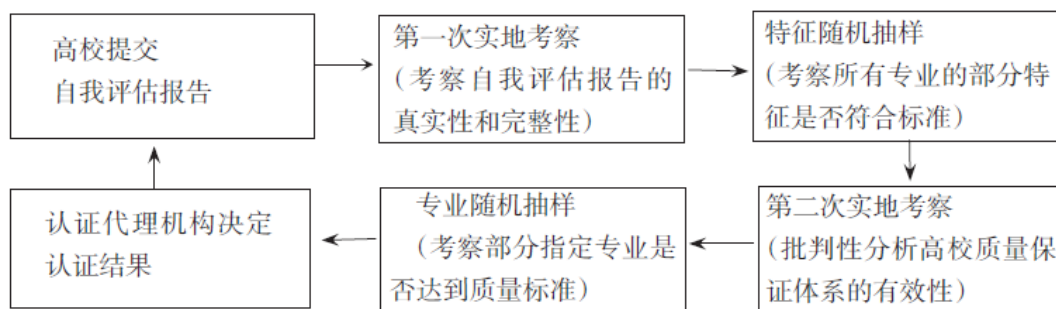 高校提交
自我评估报告
第一次实地考察
(考察自我评估报告的
真实性和完整性)
特征随机抽样
(考察所有专业的部分特
征是否符合标准)
第二次实地考察
(批判性分析高校质量保
证体系的有效性)
专业随机抽样
(考察部分指定专业是
否达到质量标准)
认证代理机构决定
认证结果